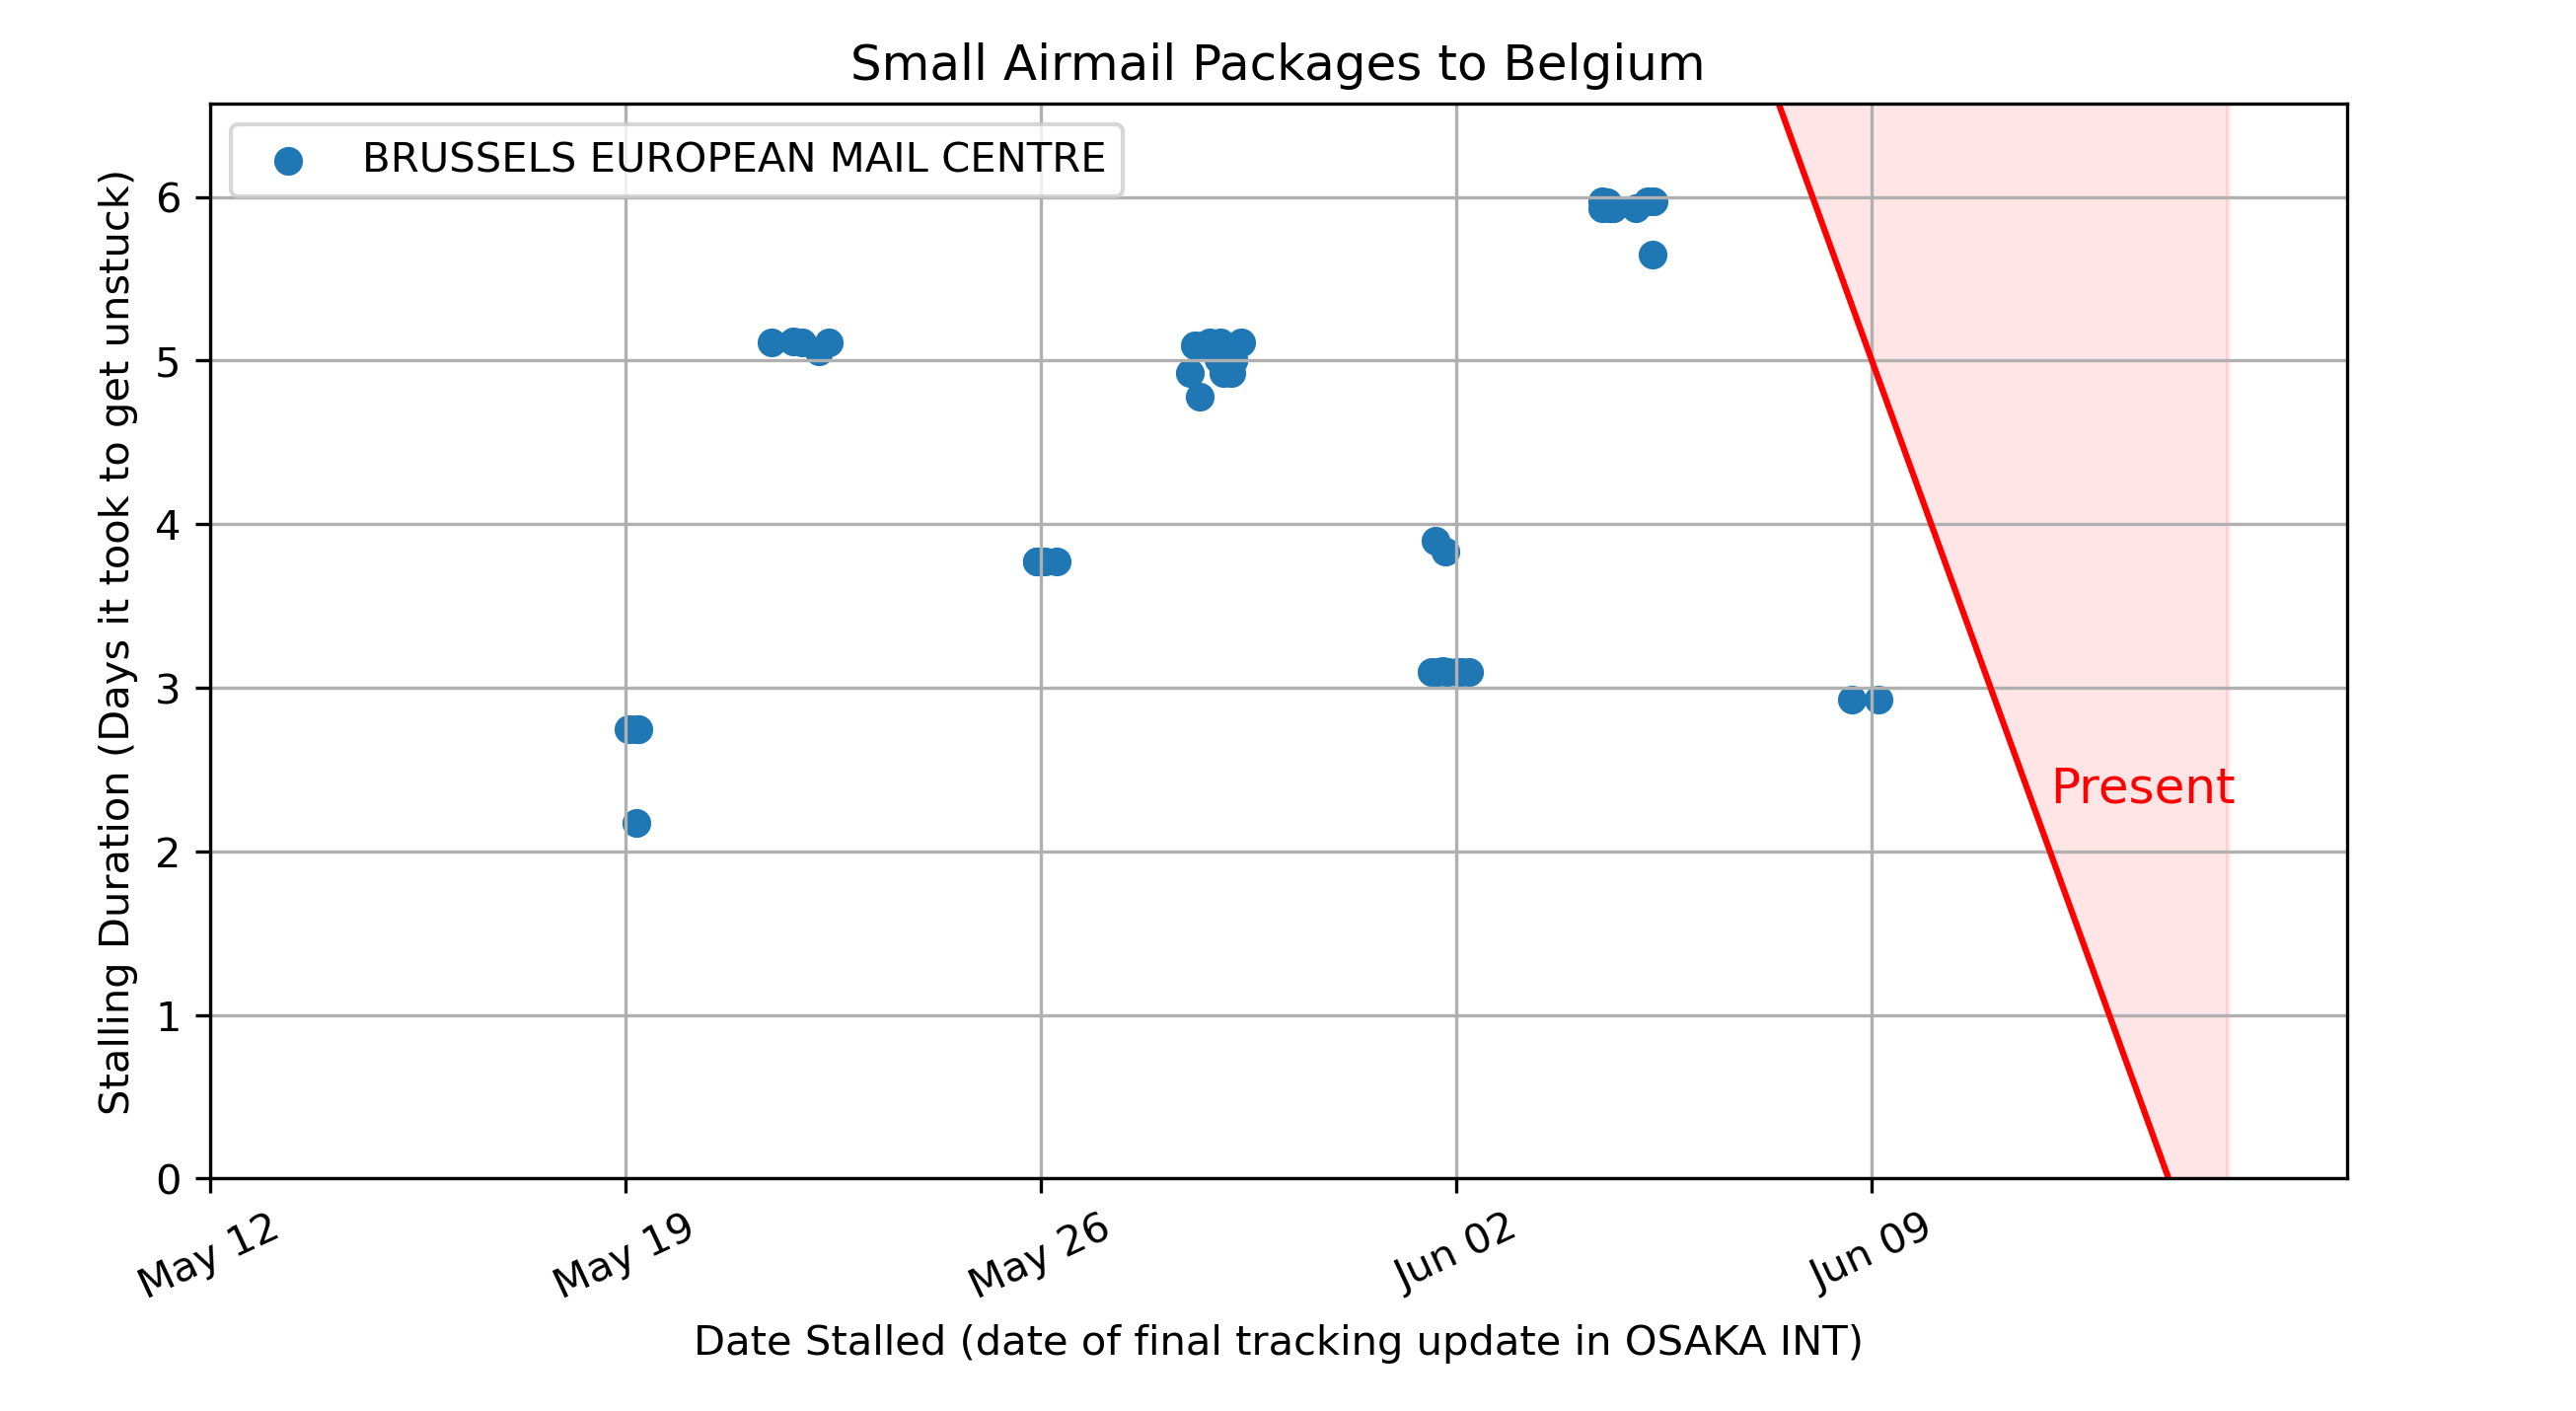 Small Airmail Packages to Belgium
BRUSSELS EUROPEAN MAIL CENTRE
Stalling Duration (Days it took to get unstuck)
6
5
4
3
2
1
0
Present
May 12
May 19
May 26
Jun 02
Jun 09
Date Stalled (date of final tracking update in OSAKA INT)